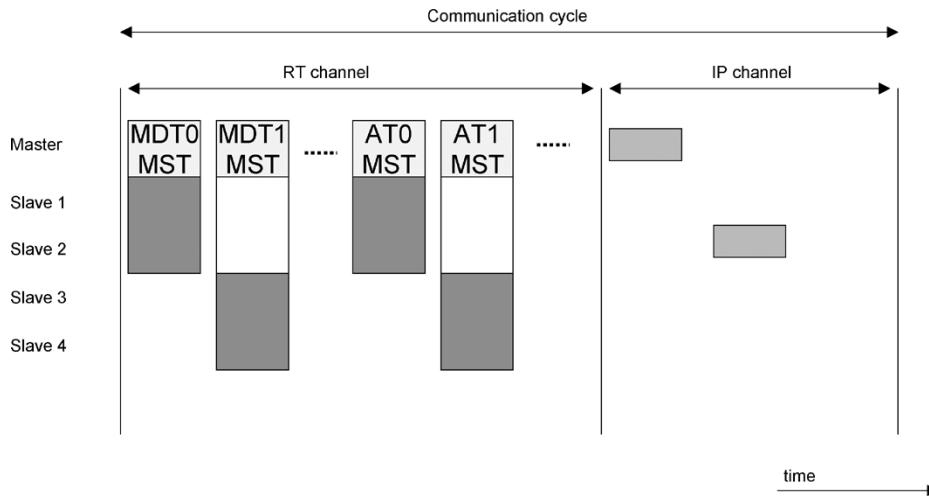 Communication cycle
RT channel
IP channel
Master
MDT0
MST
MDT1
MST
AT0
MST
AT1
MST
Slave 1
Slave 2
Slave 3
Slave 4
time